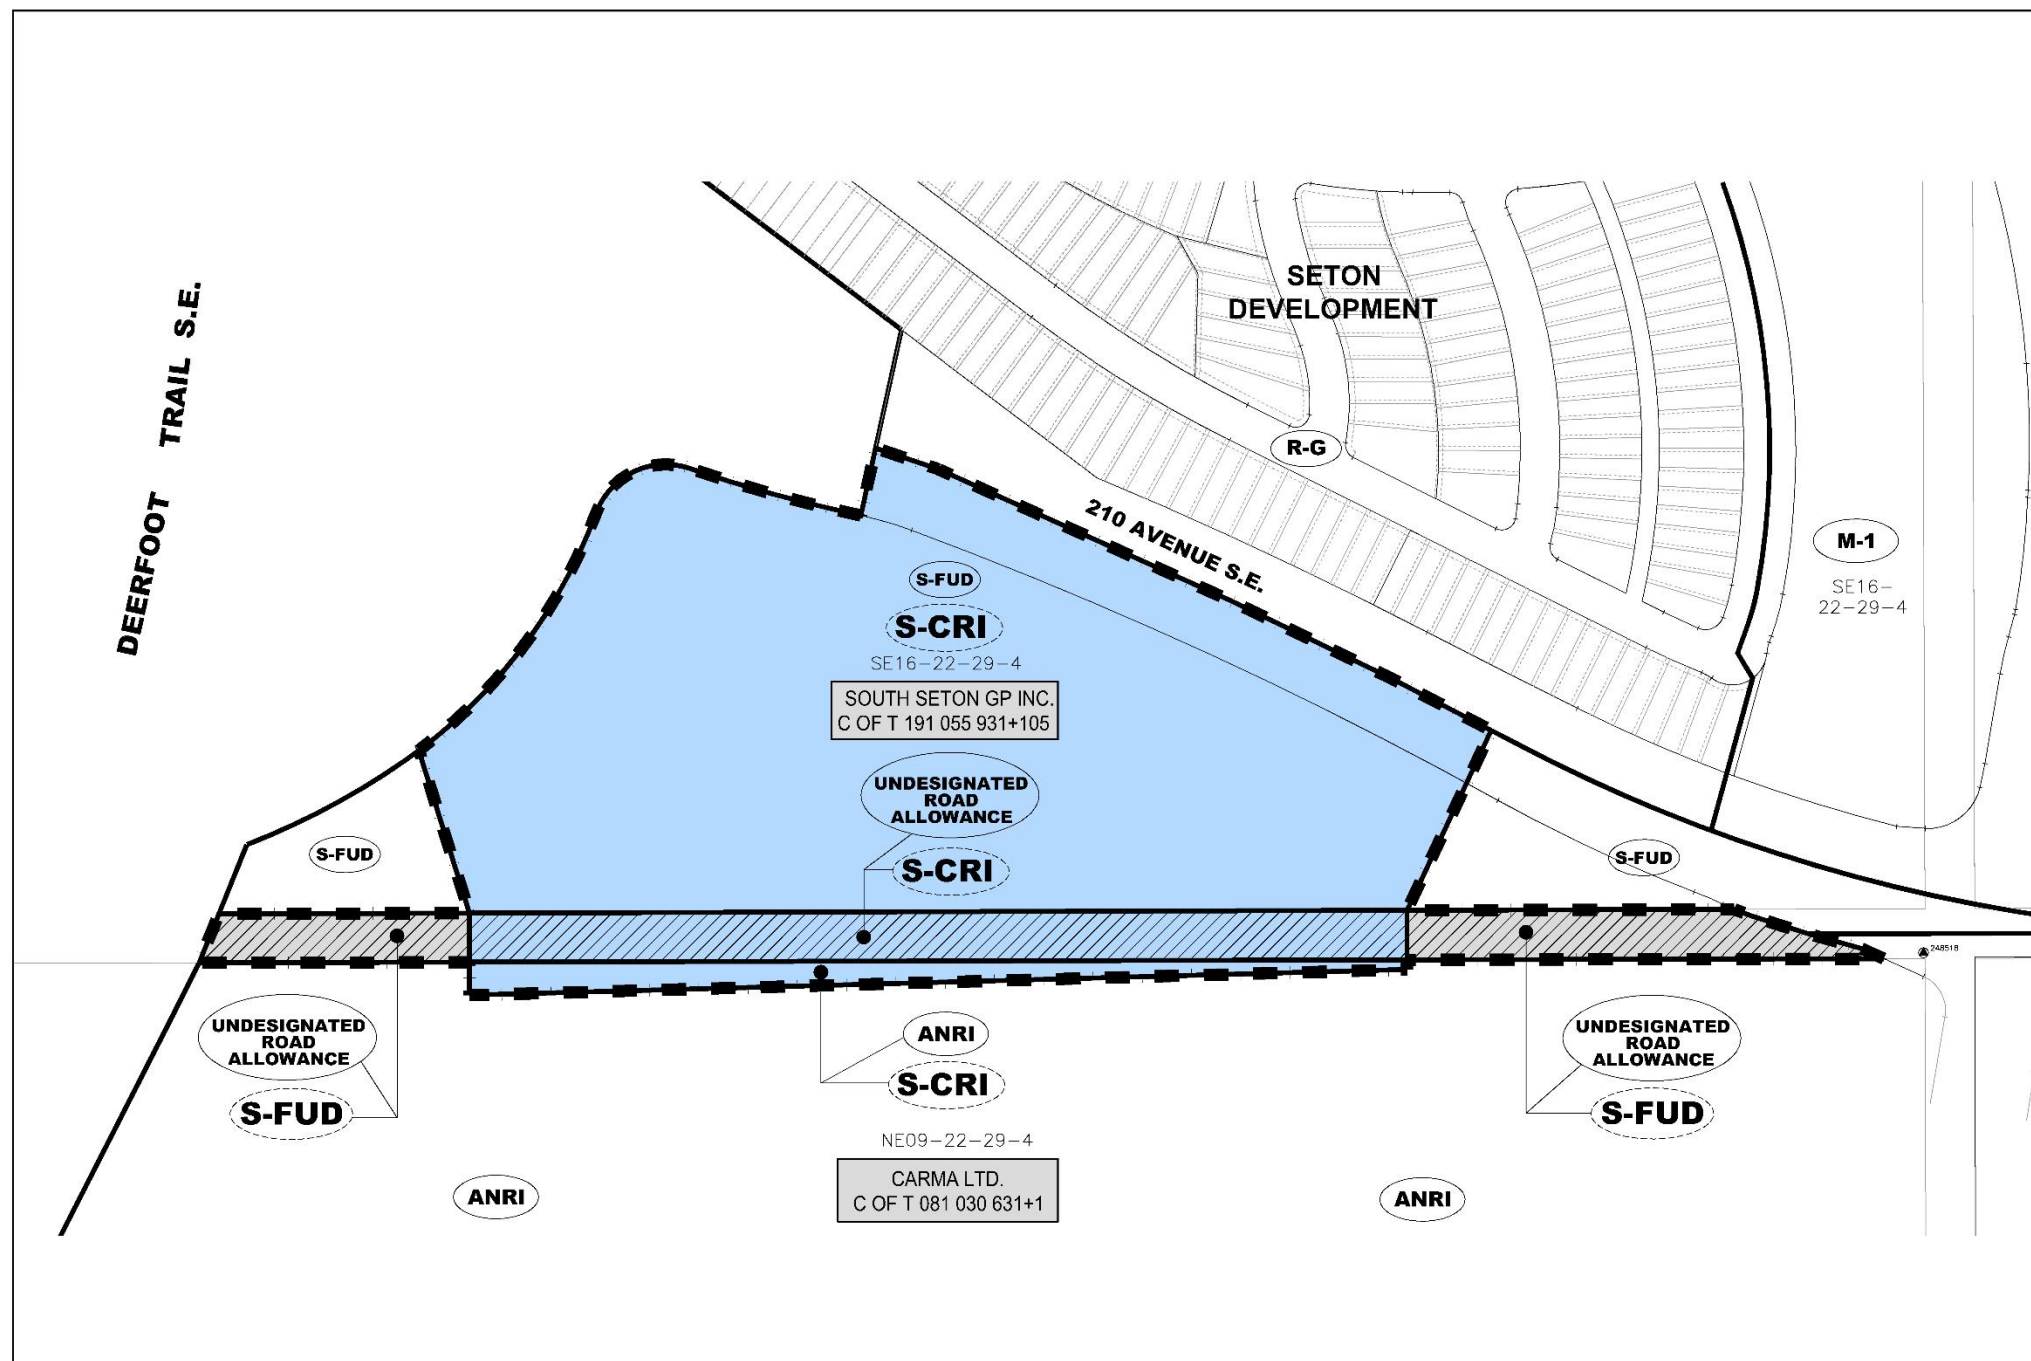 SETON
DEVELOPMENT
DEERFOOT TRAIL S.E.
R-G
210 AVENUE S.E.
M-1
SE16-
22-29-4
S-FUD
S-CRI
SE16-22-29-4
SOUTH SETON GP INC.
C OF T 191 055 931+105
UNDESIGNATED
ROAD
ALLOWANCE
S-CRI
S-FUD
S-FUD
248518
UNDESIGNATED
ROAD
ALLOWANCE
S-FUD
ANRI
S-CRI
UNDESIGNATED
ROAD
ALLOWANCE
S-FUD
NE09-22-29-4
CARMA LTD.
C OF T 081 030 631+1
ANRI
ANRI